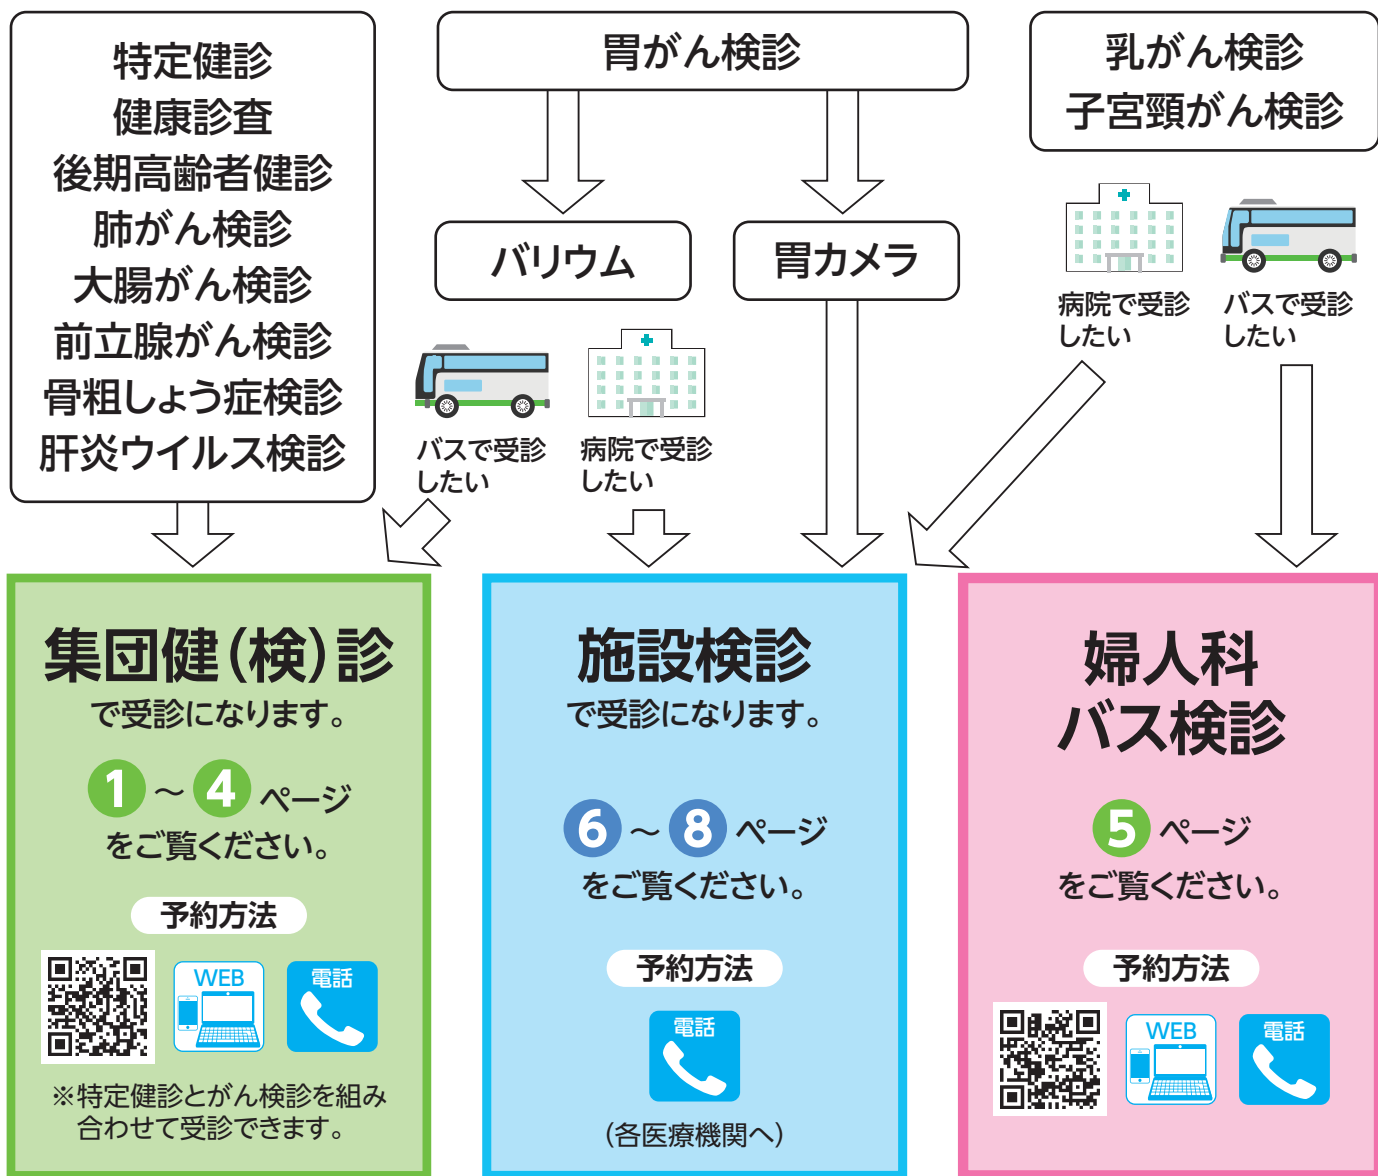 特定健診
健康診査
後期高齢者健診
肺がん検診
大腸がん検診
前立腺がん検診
骨粗しょう症検診
肝炎ウイルス検診
胃がん検診
バリウム
胃カメラ
バスで受診
したい
病院で受診
したい
乳がん検診
子宮頸がん検診
病院で受診
したい
バスで受診
したい
集団健(検)診
で受診になります。
1 ～ 4 ページ
をご覧ください。
予約方法
WEB
電話
※特定健診とがん検診を組み
合わせて受診できます。
施設検診
で受診になります。
6 ～ 8 ページ
をご覧ください。
予約方法
電話
(各医療機関へ)
婦人科
バス検診
5 ページ
をご覧ください。
予約方法
WEB
電話